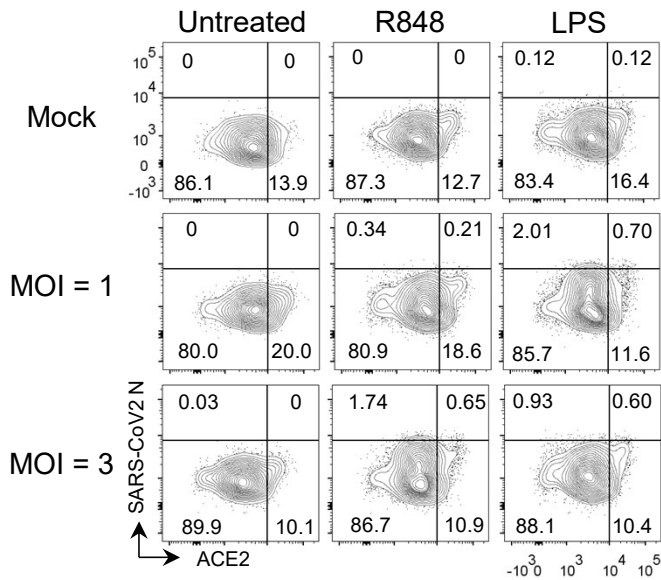 Untreated R848 LPS
Mock
10^5 10^4 10^3 0 -10^3
0 0 86.1 13.9
0 0 87.3 12.7
0.12 0.12 83.4 16.4
MOI = 1
0 0 80.0 20.0
0.34 0.21 80.9 18.6
2.01 0.70 85.7 11.6
MOI = 3
0.03 0 89.9 10.1
1.74 0.65 86.7 10.9
0.93 0.60 88.1 10.4
SARS-CoV2 N
ACE2
-10^3 0 10^3 10^4 10^5